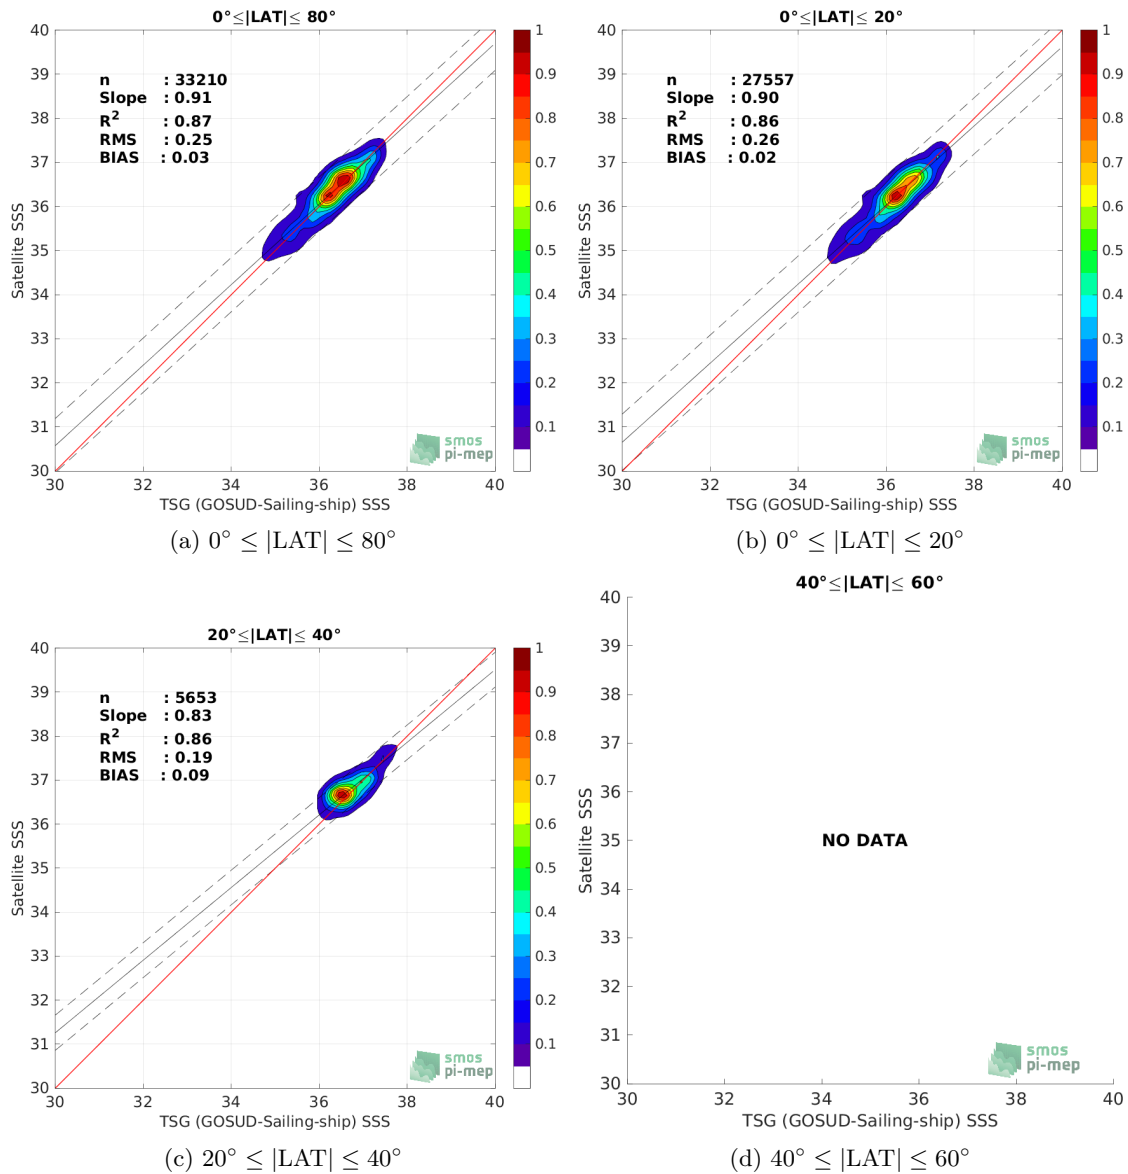 0°≤|LAT|≤ 80°
40
39
38
37
36
35
34
33
32
31
30
Satellite SSS
n : 33210
Slope : 0.91
R² : 0.87
RMS : 0.25
BIAS : 0.03
1
0.9
0.8
0.7
0.6
0.5
0.4
0.3
0.2
0.1
smos
pi-mep
30 32 34 36 38 40
TSG (GOSUD-Sailing-ship) SSS
(a) 0° ≤ |LAT| ≤ 80°
0°≤|LAT|≤ 20°
40
39
38
37
36
35
34
33
32
31
30
Satellite SSS
n : 27557
Slope : 0.90
R² : 0.86
RMS : 0.26
BIAS : 0.02
1
0.9
0.8
0.7
0.6
0.5
0.4
0.3
0.2
0.1
smos
pi-mep
30 32 34 36 38 40
TSG (GOSUD-Sailing-ship) SSS
(b) 0° ≤ |LAT| ≤ 20°
20°≤|LAT|≤ 40°
40
39
38
37
36
35
34
33
32
31
30
Satellite SSS
n : 5653
Slope : 0.83
R² : 0.86
RMS : 0.19
BIAS : 0.09
1
0.9
0.8
0.7
0.6
0.5
0.4
0.3
0.2
0.1
smos
pi-mep
30 32 34 36 38 40
TSG (GOSUD-Sailing-ship) SSS
(c) 20° ≤ |LAT| ≤ 40°
40°≤|LAT|≤ 60°
40
39
38
37
36
35
34
33
32
31
30
Satellite SSS
NO DATA
smos
pi-mep
30 32 34 36 38 40
TSG (GOSUD-Sailing-ship) SSS
(d) 40° ≤ |LAT| ≤ 60°